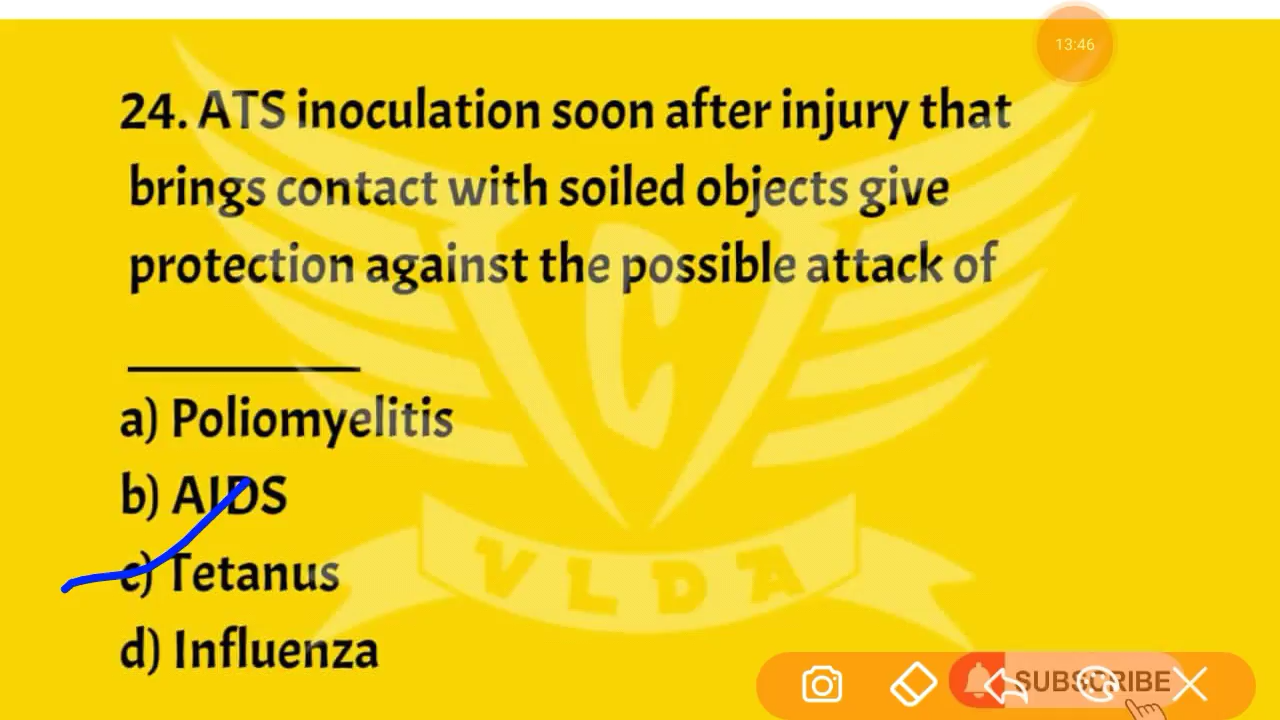 13:46
24. ATS inoculation soon after injury that
brings contact with soiled objects give
protection against the possible attack of
a) Poliomyelitis
b) AIDS
c) Tetanus
d) Influenza
C
VLDA
SUBSCRIBE